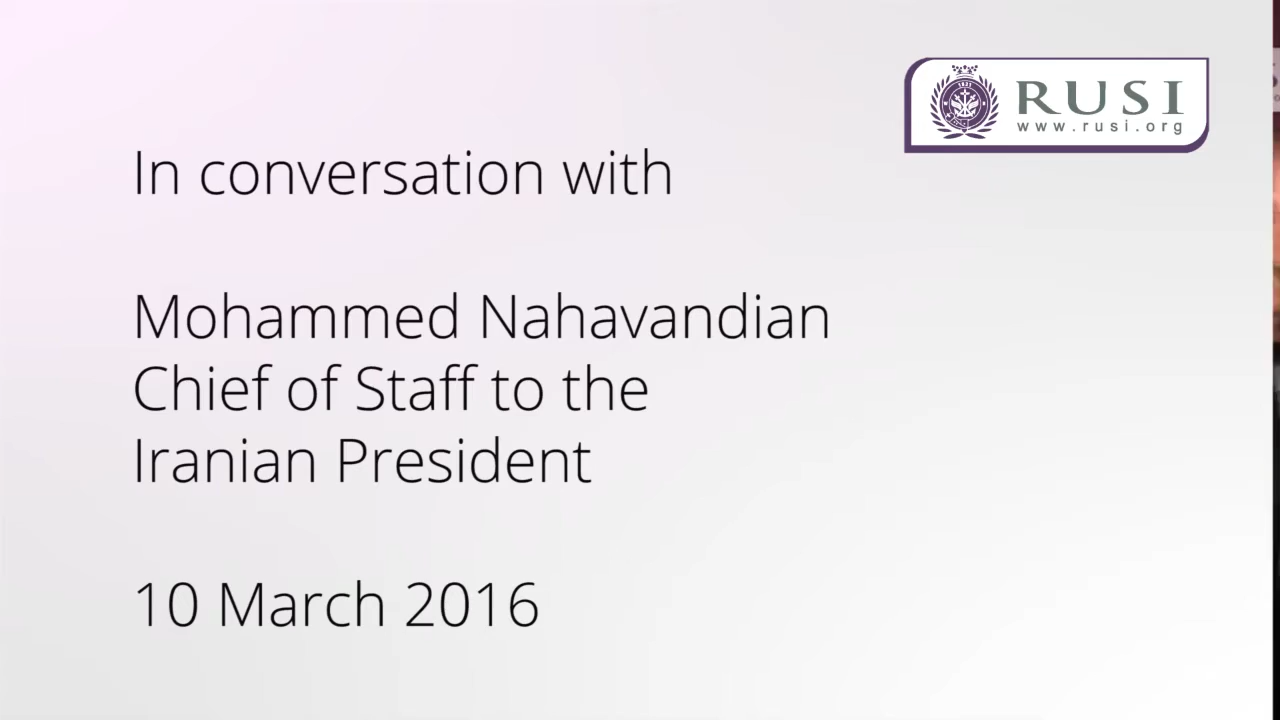 RUSI
www.rusi.org
In conversation with
Mohammed Nahavandian
Chief of Staff to the
Iranian President
10 March 2016